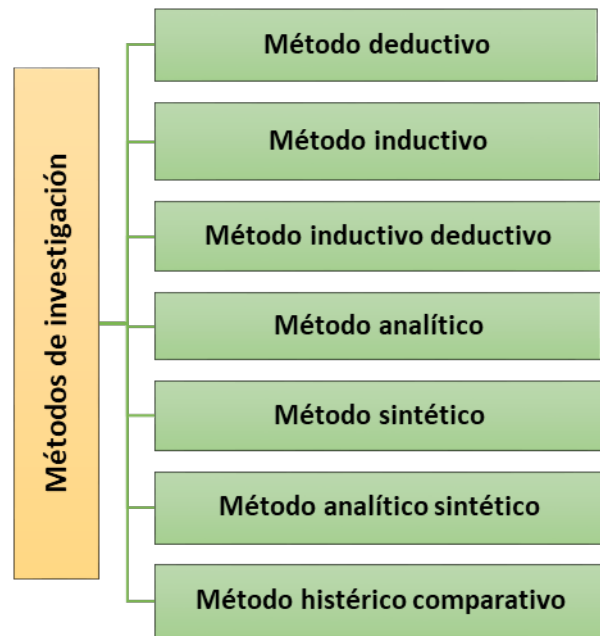 Métodos de investigación
Método deductivo
Método inductivo
Método inductivo deductivo
Método analítico
Método sintético
Método analítico sintético
Método histérico comparativo